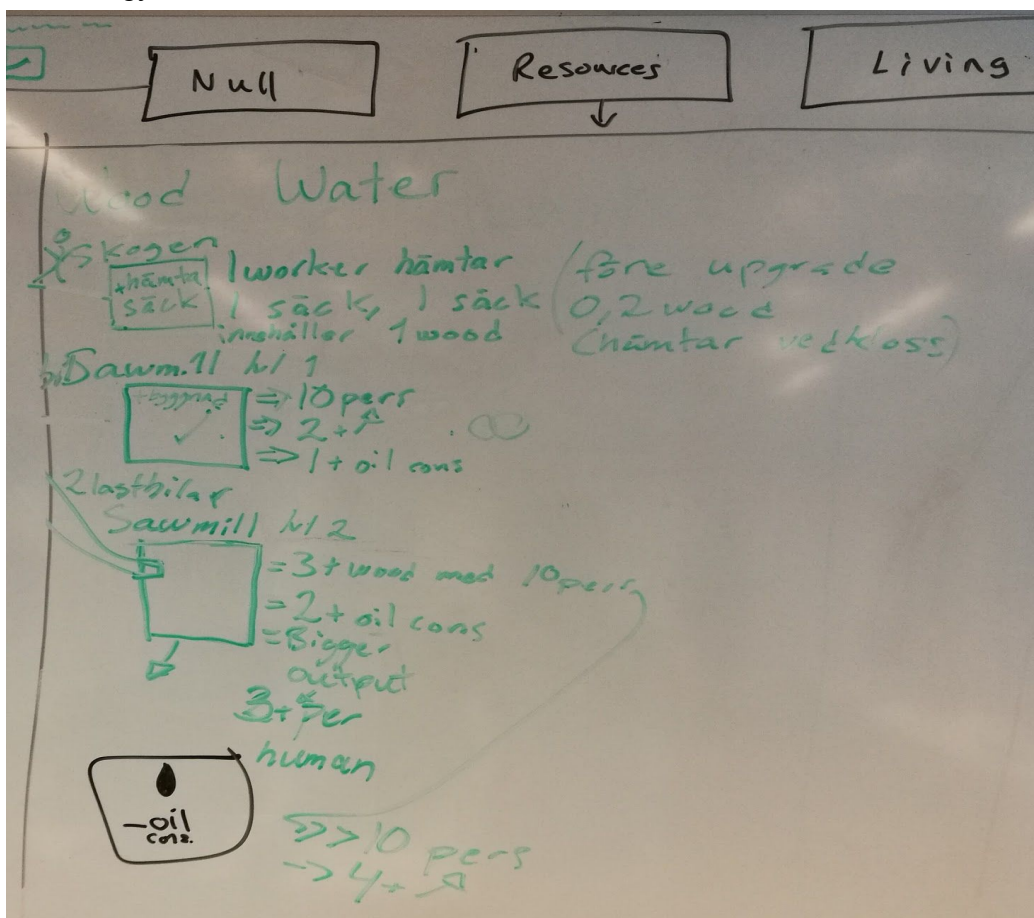 Null
Resources
Living
Wood Water
Skogen
+hämta
säck
1 worker hämtar
1 säck, 1 säck
innehåller 1 wood
(före upgrade
0,2 wood
(hämtar vedkloss)
Sawmill lvl 1
=> 10 pers
=> 2+
=> 1+ oil cons
2 lastbilar
Sawmill lvl 2
= 3+ wood med 10 pers
= 2+ oil cons
= Bigger
output
3+ per
human
- oil
cons.
>>> 10 pers
-> 4+